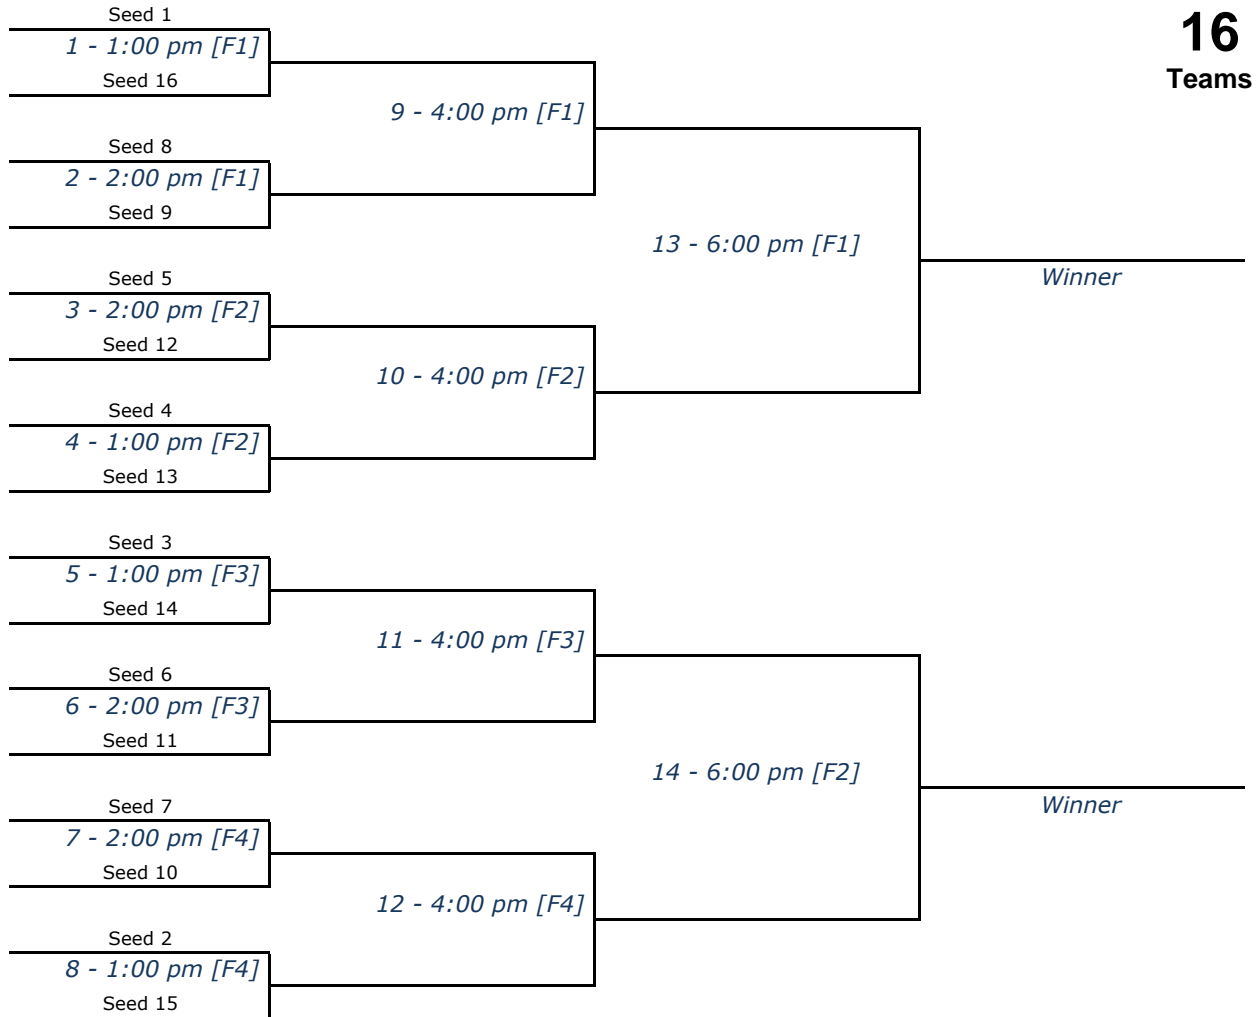 Seed 1
16
Teams
1 - 1:00 pm [F1]
Seed 16
9 - 4:00 pm [F1]
Seed 8
2 - 2:00 pm [F1]
Seed 9
13 - 6:00 pm [F1]
Winner
Seed 5
3 - 2:00 pm [F2]
Seed 12
10 - 4:00 pm [F2]
Seed 4
4 - 1:00 pm [F2]
Seed 13
Seed 3
5 - 1:00 pm [F3]
Seed 14
11 - 4:00 pm [F3]
Seed 6
6 - 2:00 pm [F3]
Seed 11
14 - 6:00 pm [F2]
Winner
Seed 7
7 - 2:00 pm [F4]
Seed 10
12 - 4:00 pm [F4]
Seed 2
8 - 1:00 pm [F4]
Seed 15